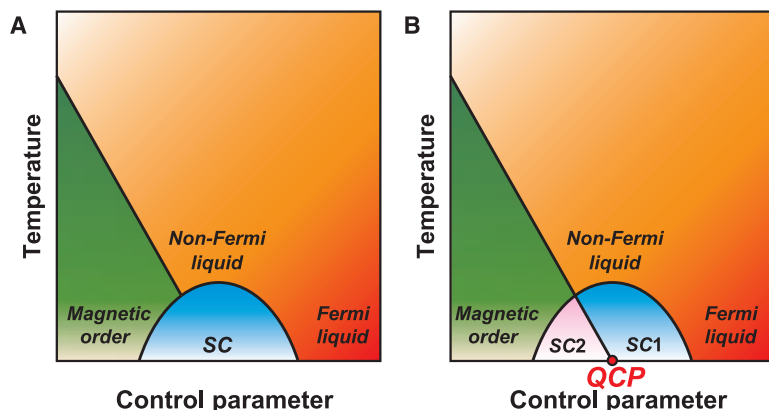 A
Temperature
Non-Fermi
liquid
Magnetic
order
SC
Fermi
liquid
Control parameter
B
Temperature
Non-Fermi
liquid
Magnetic
order
SC2
SC1
Fermi
liquid
QCP
Control parameter